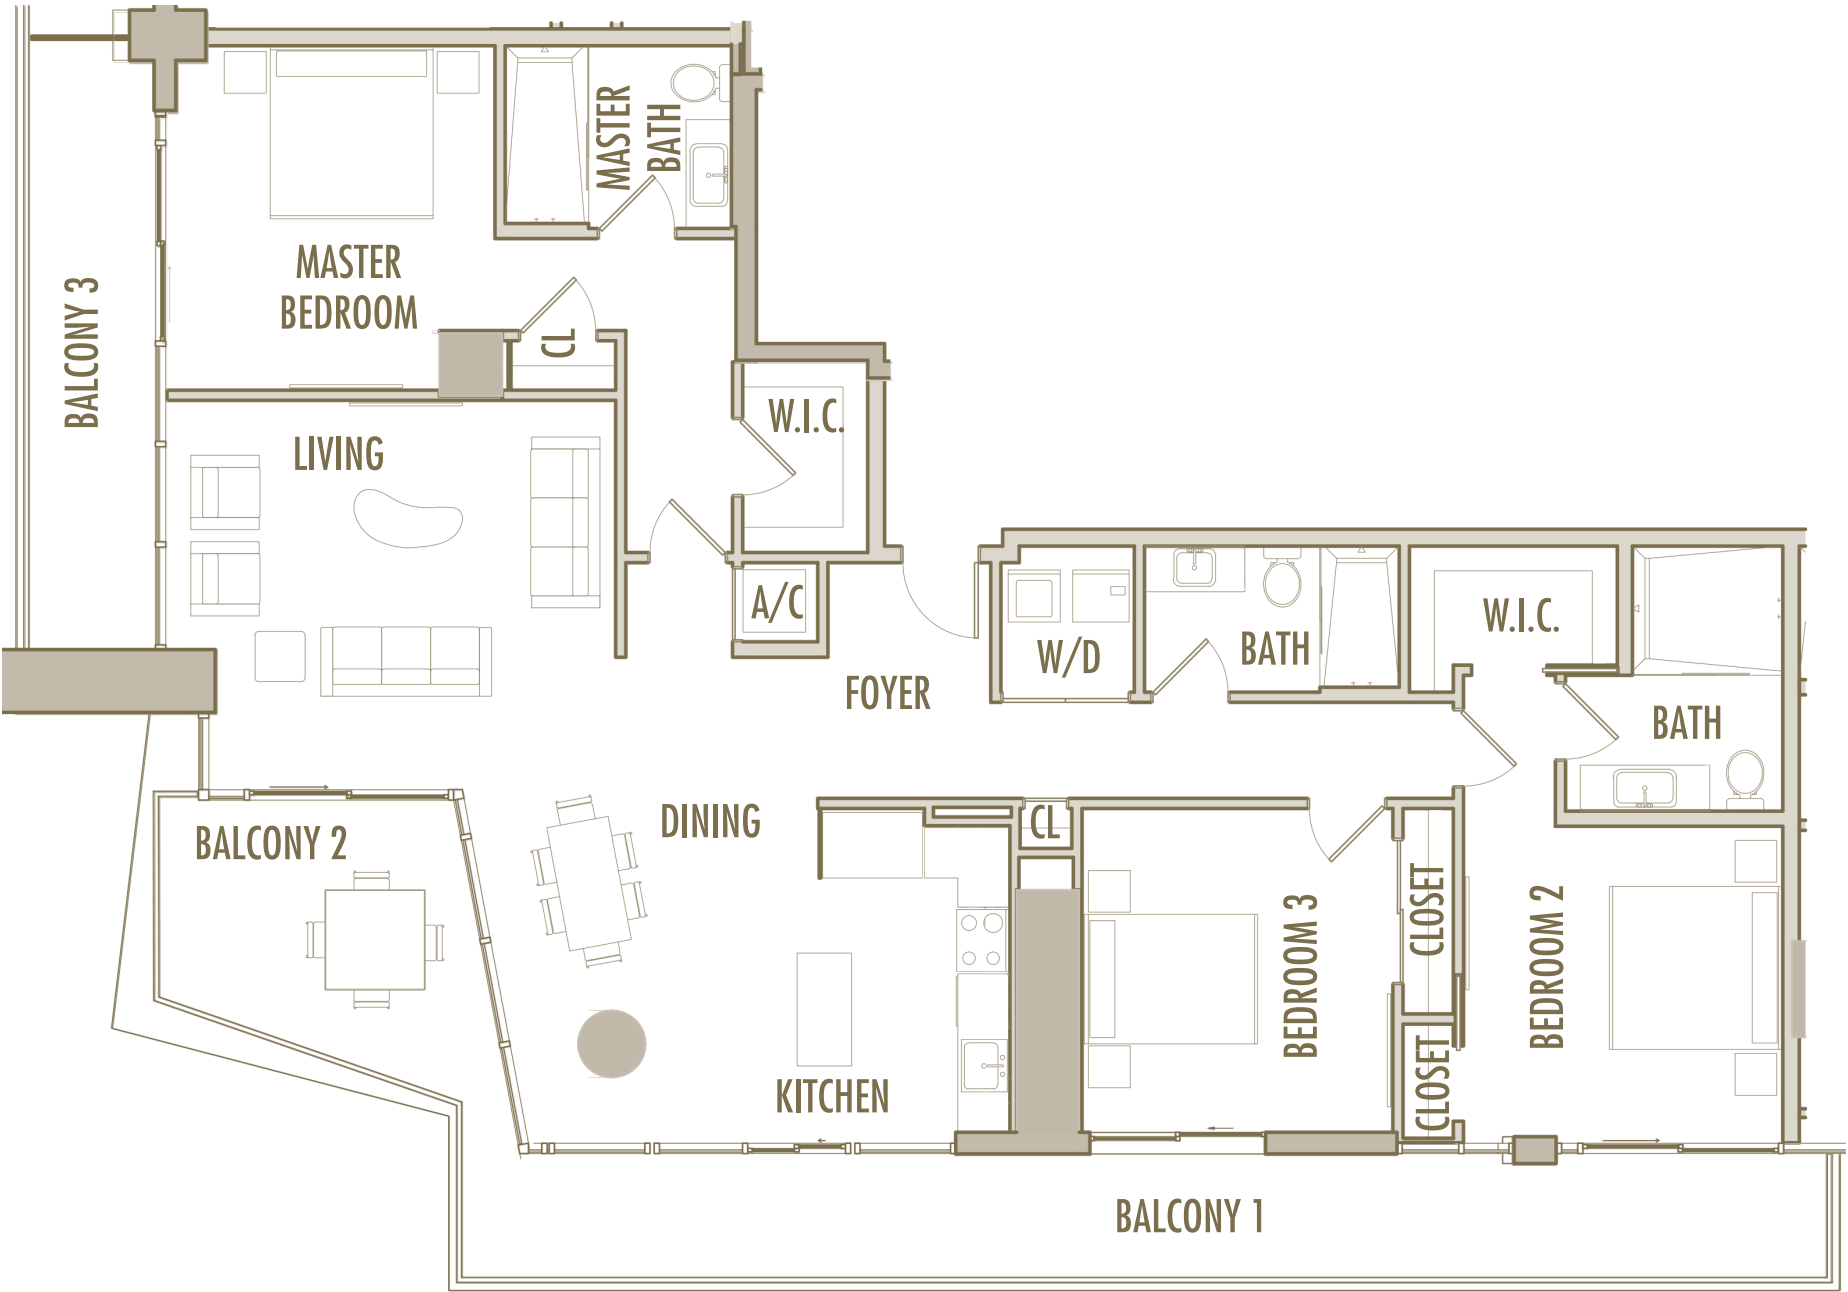 MASTER
BATH
MASTER
BEDROOM
BALCONY 3
CL
W.I.C.
LIVING
A/C
W/D
BATH
W.I.C.
FOYER
BATH
DINING
CL
BALCONY 2
CLOSET
BEDROOM 3
BEDROOM 2
CLOSET
KITCHEN
BALCONY 1